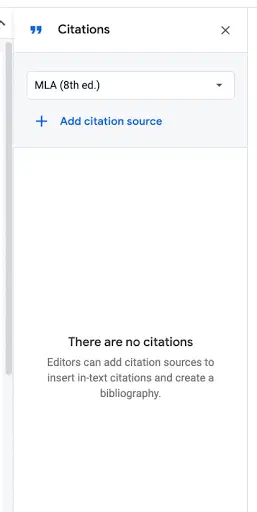 Citations
MLA (8th ed.)
Add citation source
There are no citations
Editors can add citation sources to
insert in-text citations and create a
bibliography.